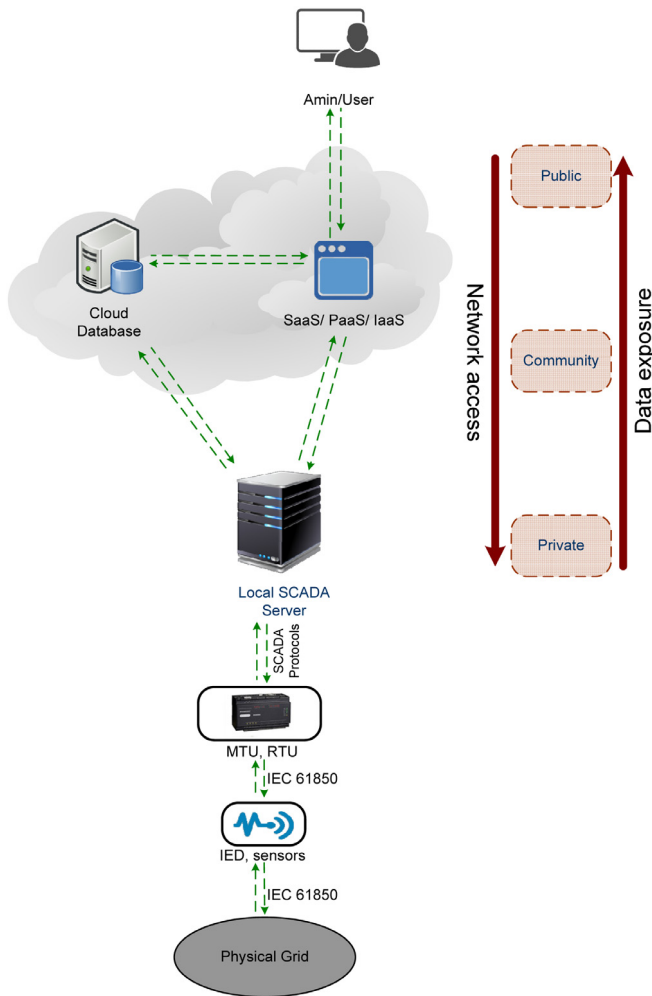 Amin/User
Cloud
Database
SaaS/ PaaS/ IaaS
Local SCADA
Server
SCADA
Protocols
MTU, RTU
IEC 61850
IED, sensors
IEC 61850
Physical Grid
Network access
Public
Community
Private
Data exposure